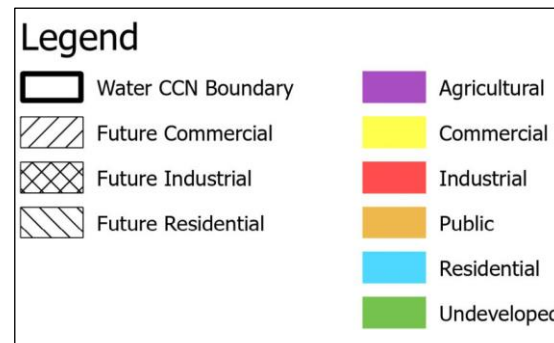 Legend
Water CCN Boundary
Future Commercial
Future Industrial
Future Residential
Agricultural
Commercial
Industrial
Public
Residential
Undeveloped